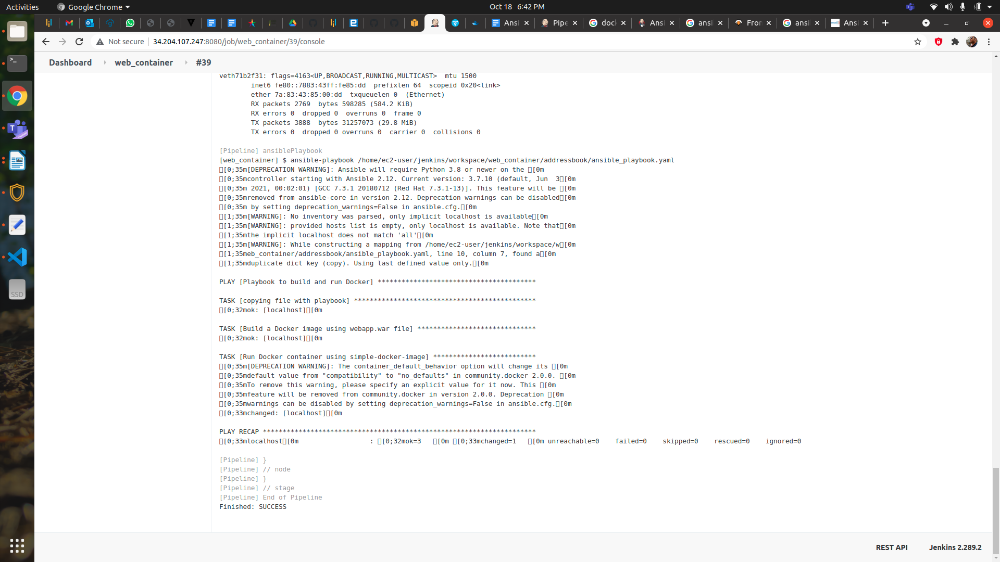 Activities
Google Chrome
Oct 18 6:42 PM
Ansi
Pipe
dock
Ansi
ansi
Fron
ansi
Ansi
Not secure
34.204.107.247:8080/job/web_container/39/console
Dashboard
web_container
#39
veth71b2f31: flags=4163<UP,BROADCAST,RUNNING,MULTICAST>  mtu 1500
inet6 fe80::7883:43ff:fe85:dd  prefixlen 64  scopeid 0x20<link>
ether 7a:83:43:85:00:dd  txqueuelen 0  (Ethernet)
RX packets 2769  bytes 598285 (584.2 KiB)
RX errors 0  dropped 0  overruns 0  frame 0
TX packets 3888  bytes 31257073 (29.8 MiB)
TX errors 0  dropped 0 overruns 0  carrier 0  collisions 0
[Pipeline] ansiblePlaybook
[web_container] $ ansible-playbook /home/ec2-user/jenkins/workspace/web_container/addressbook/ansible_playbook.yaml
[0;35m[DEPRECATION WARNING]: Ansible will require Python 3.8 or newer on the [0m
[0;35mcontroller starting with Ansible 2.12. Current version: 3.7.10 (default, Jun  3[0m
[0;35m 2021, 00:02:01) [GCC 7.3.1 20180712 (Red Hat 7.3.1-13)]. This feature will be [0m
[0;35mremoved from ansible-core in version 2.12. Deprecation warnings can be disabled[0m
[0;35m by setting deprecation_warnings=False in ansible.cfg.[0m
[1;35m[WARNING]: No inventory was parsed, only implicit localhost is available[0m
[1;35m[WARNING]: provided hosts list is empty, only localhost is available. Note that[0m
[1;35mthe implicit localhost does not match 'all'[0m
[1;35m[WARNING]: While constructing a mapping from /home/ec2-user/jenkins/workspace/w[0m
[1;35meb_container/addressbook/ansible_playbook.yaml, line 10, column 7, found a[0m
[1;35mduplicate dict key (copy). Using last defined value only.[0m
PLAY [Playbook to build and run Docker] ****************************************
TASK [copying file with playbook] **********************************************
[0;32mok: [localhost][0m
TASK [Build a Docker image using webapp.war file] ******************************
[0;32mok: [localhost][0m
TASK [Run Docker container using simple-docker-image] **************************
[0;35m[DEPRECATION WARNING]: The container_default_behavior option will change its [0m
[0;35mdefault value from "compatibility" to "no_defaults" in community.docker 2.0.0. [0m
[0;35mTo remove this warning, please specify an explicit value for it now. This [0m
[0;35mfeature will be removed from community.docker in version 2.0.0. Deprecation [0m
[0;35mwarnings can be disabled by setting deprecation_warnings=False in ansible.cfg.[0m
[0;33mchanged: [localhost][0m
PLAY RECAP *********************************************************************
[0;33mlocalhost[0m                  : [0;32mok=3   [0m [0;33mchanged=1   [0m unreachable=0    failed=0    skipped=0    rescued=0    ignored=0
[Pipeline] }
[Pipeline] // node
[Pipeline] }
[Pipeline] // stage
[Pipeline] End of Pipeline
Finished: SUCCESS
SSD
REST API
Jenkins 2.289.2